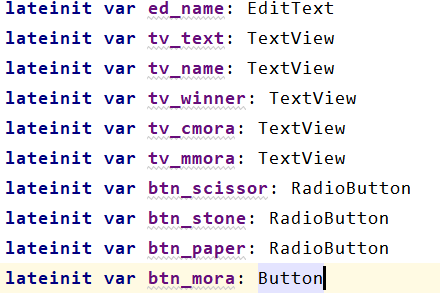 lateinit var ed_name: EditText
lateinit var tv_text: TextView
lateinit var tv_name: TextView
lateinit var tv_winner: TextView
lateinit var tv_cmora: TextView
lateinit var tv_mmora: TextView
lateinit var btn_scissor: RadioButton
lateinit var btn_stone: RadioButton
lateinit var btn_paper: RadioButton
lateinit var btn_mora: Button